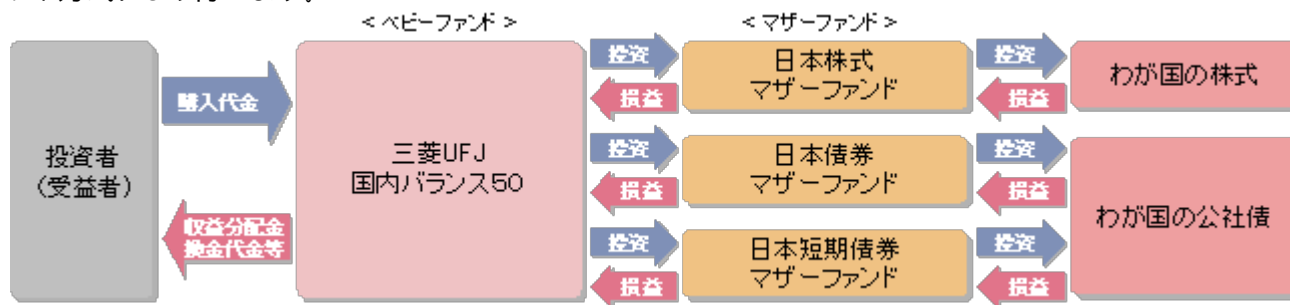 <ベビーファンド>
<マザーファンド>
投資者
(受益者)
購入代金
収益分配金
換金代金等
三菱UFJ
国内バランス50
投資
損益
日本株式
マザーファンド
投資
損益
わが国の株式
投資
損益
日本債券
マザーファンド
投資
損益
投資
損益
日本短期債券
マザーファンド
投資
損益
わが国の公社債